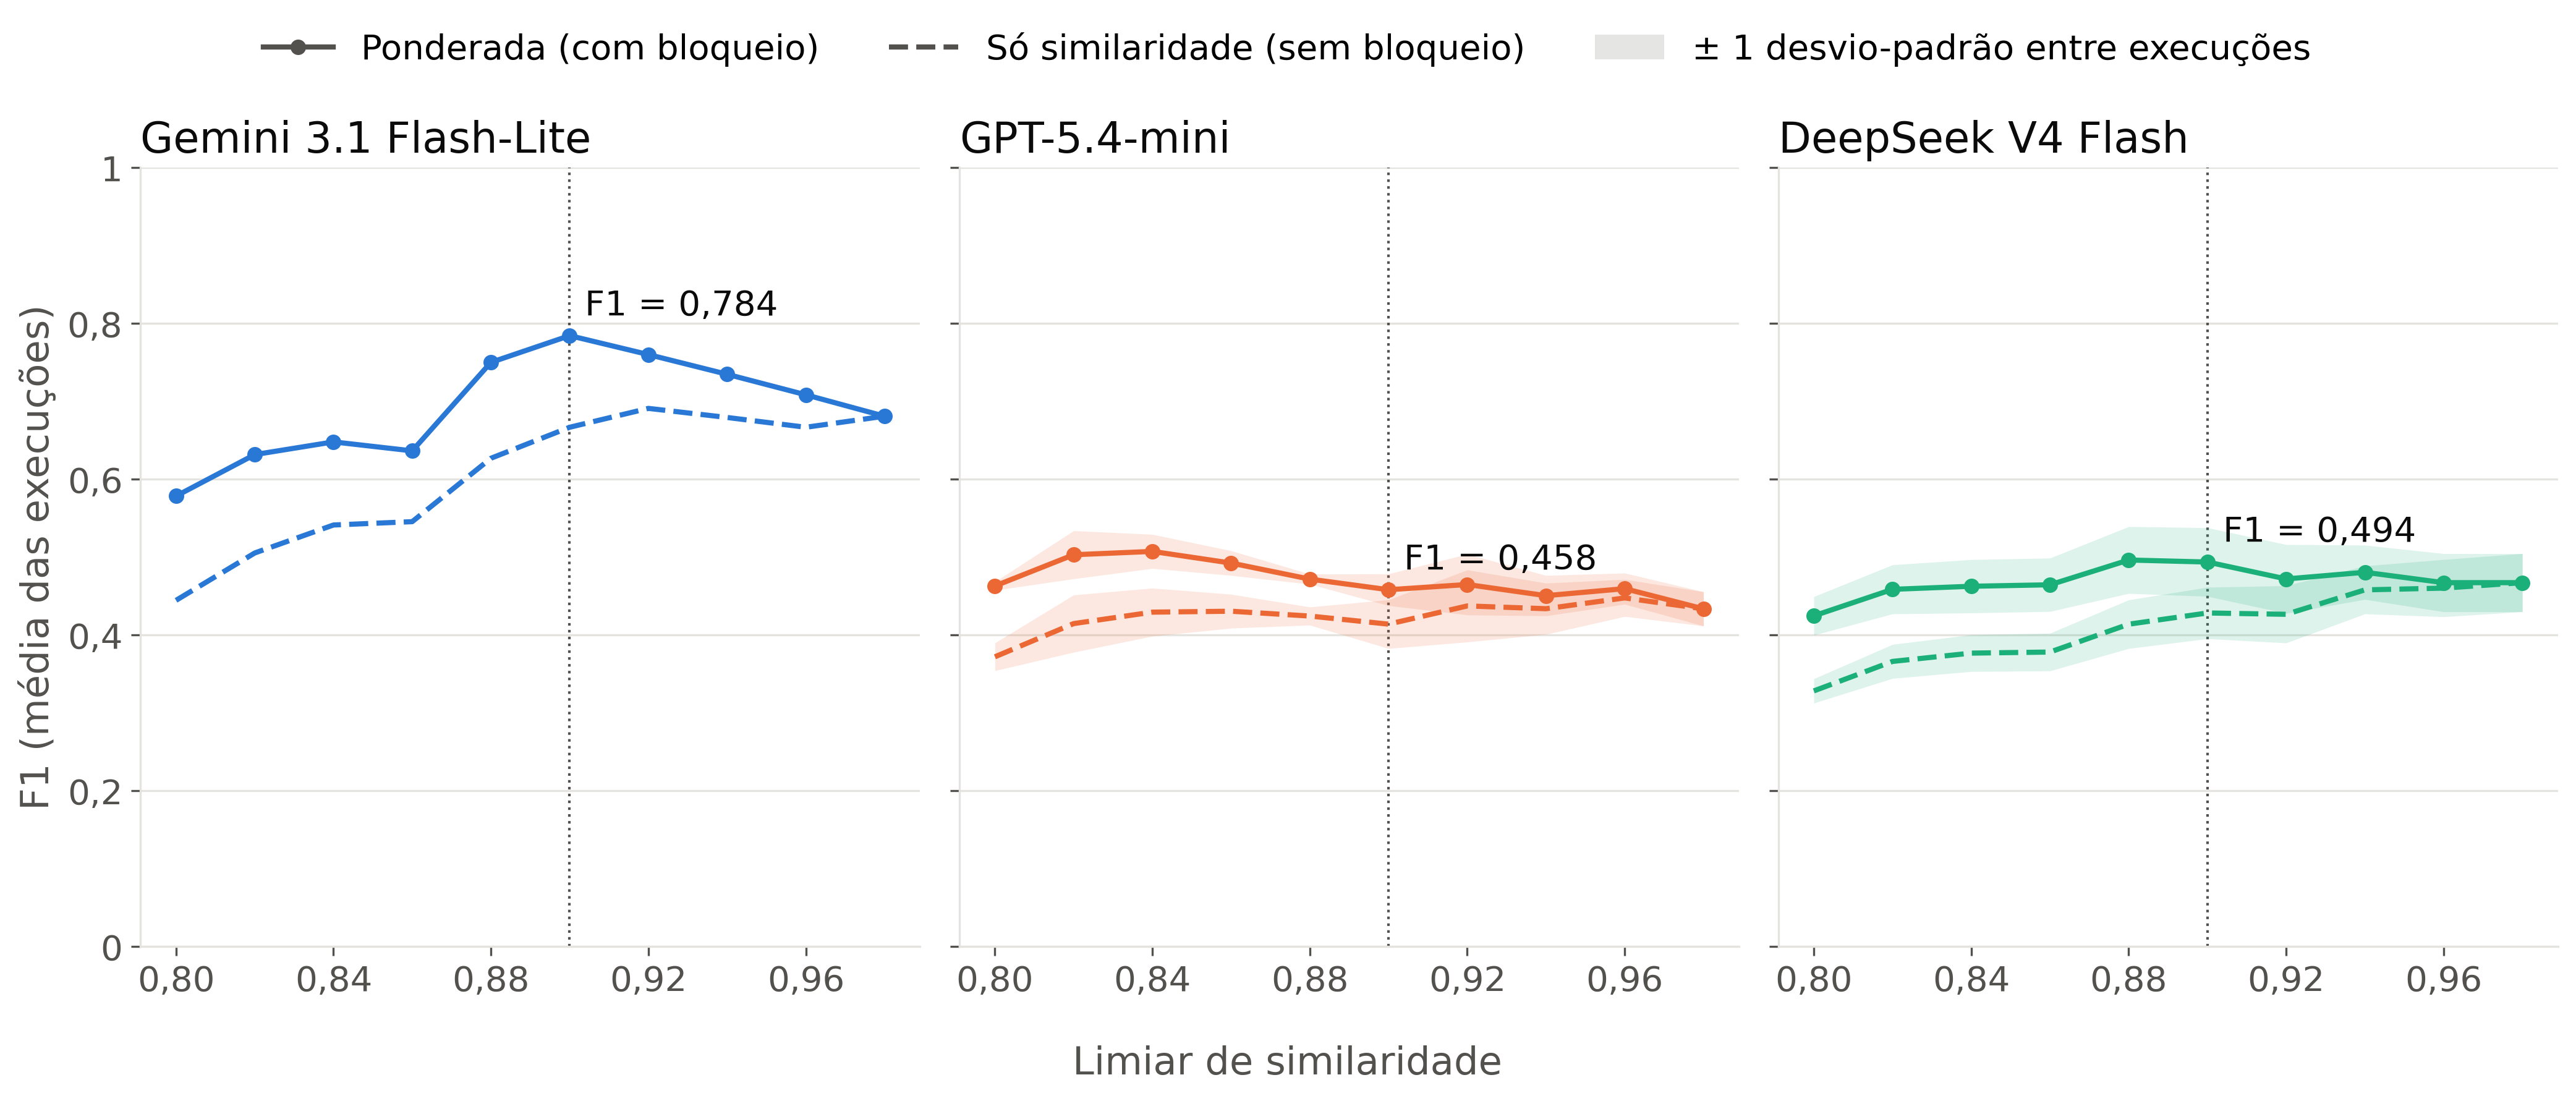 Ponderada (com bloqueio) Só similaridade (sem bloqueio) ± 1 desvio-padrão entre execuções
Gemini 3.1 Flash-Lite GPT-5.4-mini DeepSeek V4 Flash
F1 (média das execuções)
1
0,8
0,6
0,4
0,2
0
F1 = 0,784
F1 = 0,458
F1 = 0,494
0,80 0,84 0,88 0,92 0,96 0,80 0,84 0,88 0,92 0,96 0,80 0,84 0,88 0,92 0,96
Limiar de similaridade